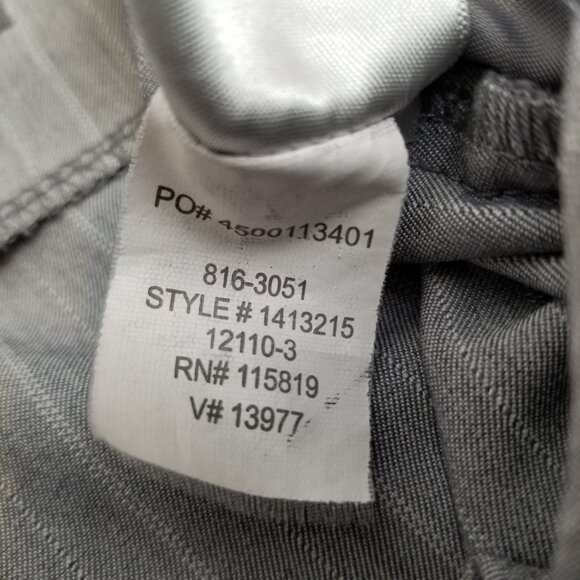 PO# 4500113401
816-3051
STYLE # 1413215
12110-3
RN# 115819
V# 13977